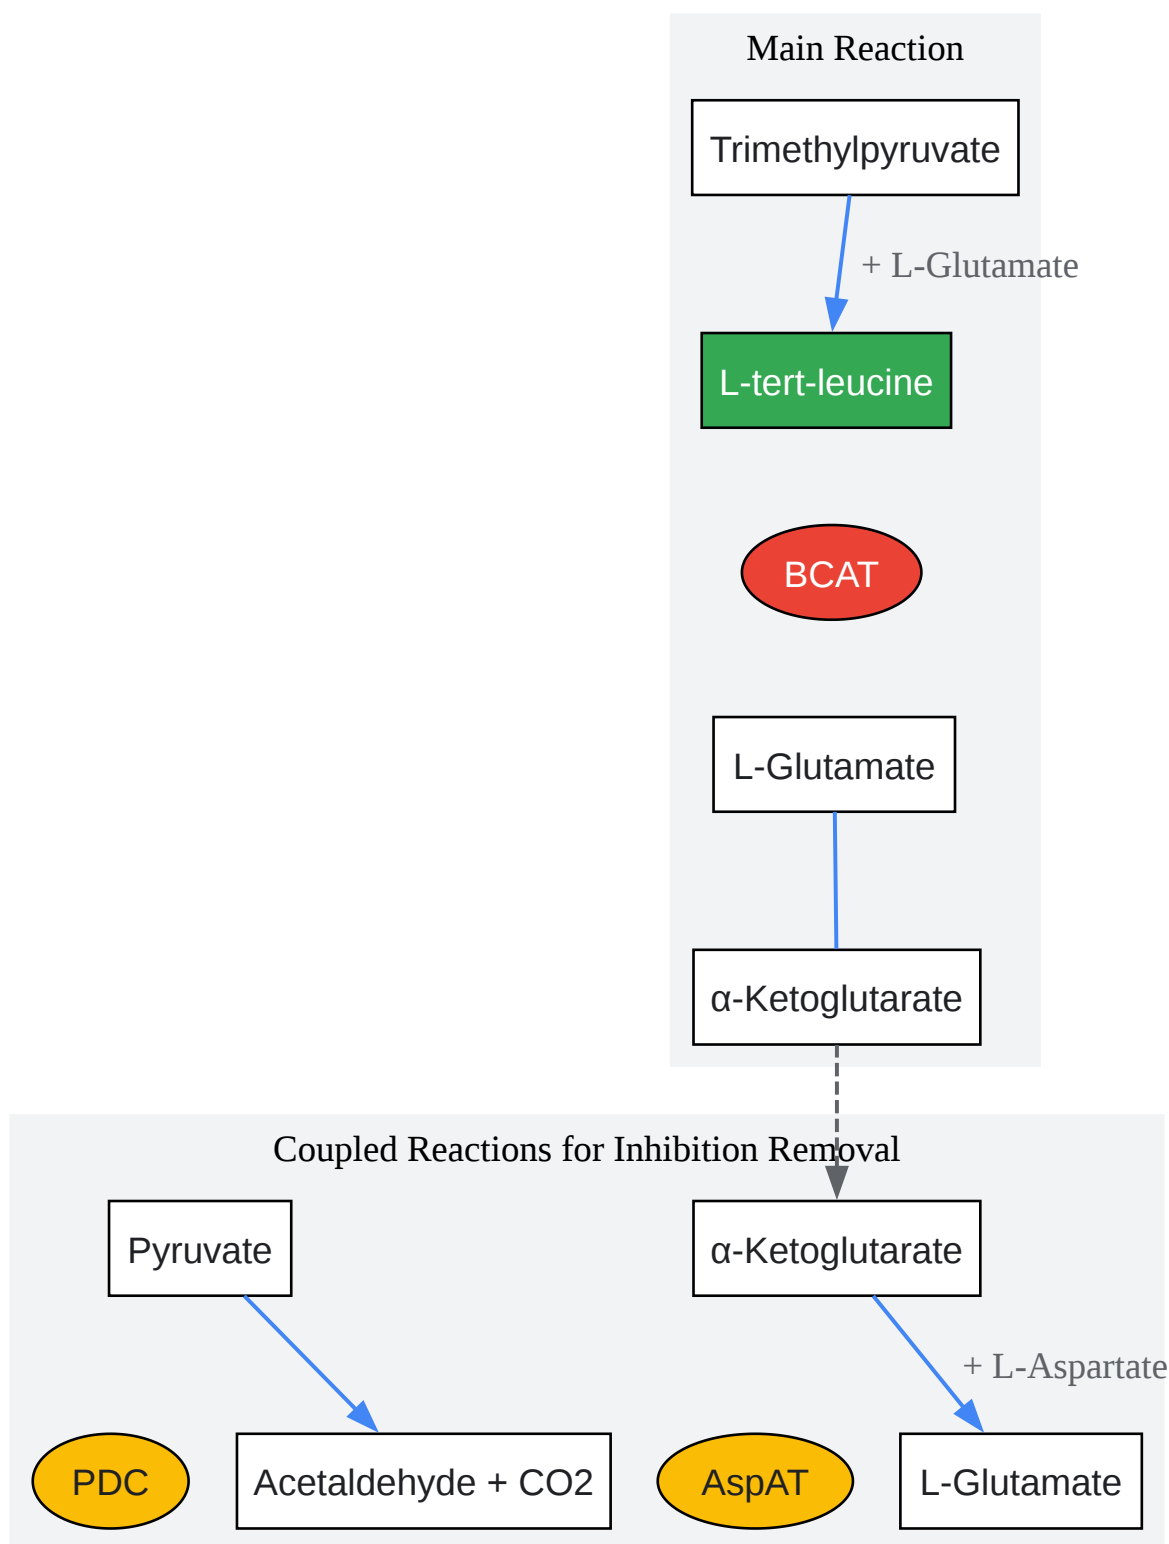 Main Reaction
Trimethylpyruvate
+ L-Glutamate
L-tert-leucine
BCAT
L-Glutamate
α-Ketoglutarate
Coupled Reactions for Inhibition Removal
Pyruvate
α-Ketoglutarate
+ L-Aspartate
PDC
Acetaldehyde + CO2
AspAT
L-Glutamate